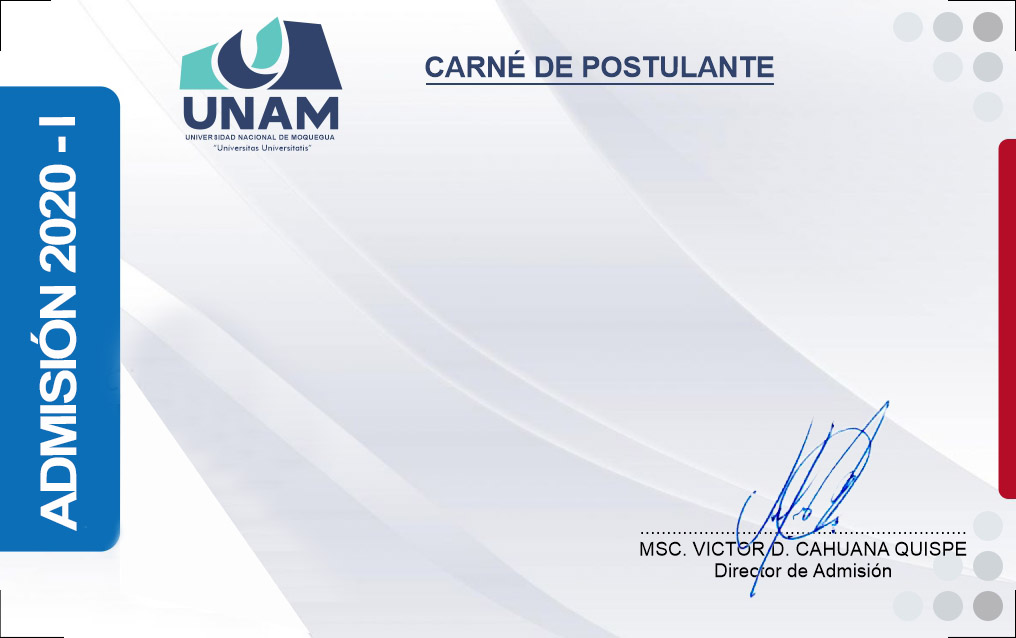 CARNÉ DE POSTULANTE
UNAM
UNIVERSIDAD NACIONAL DE MOQUEGUA
"Universitas Universitatis"
ADMISIÓN 2020 - I
MSC. VICTOR D. CAHUANA QUISPE
Director de Admisión